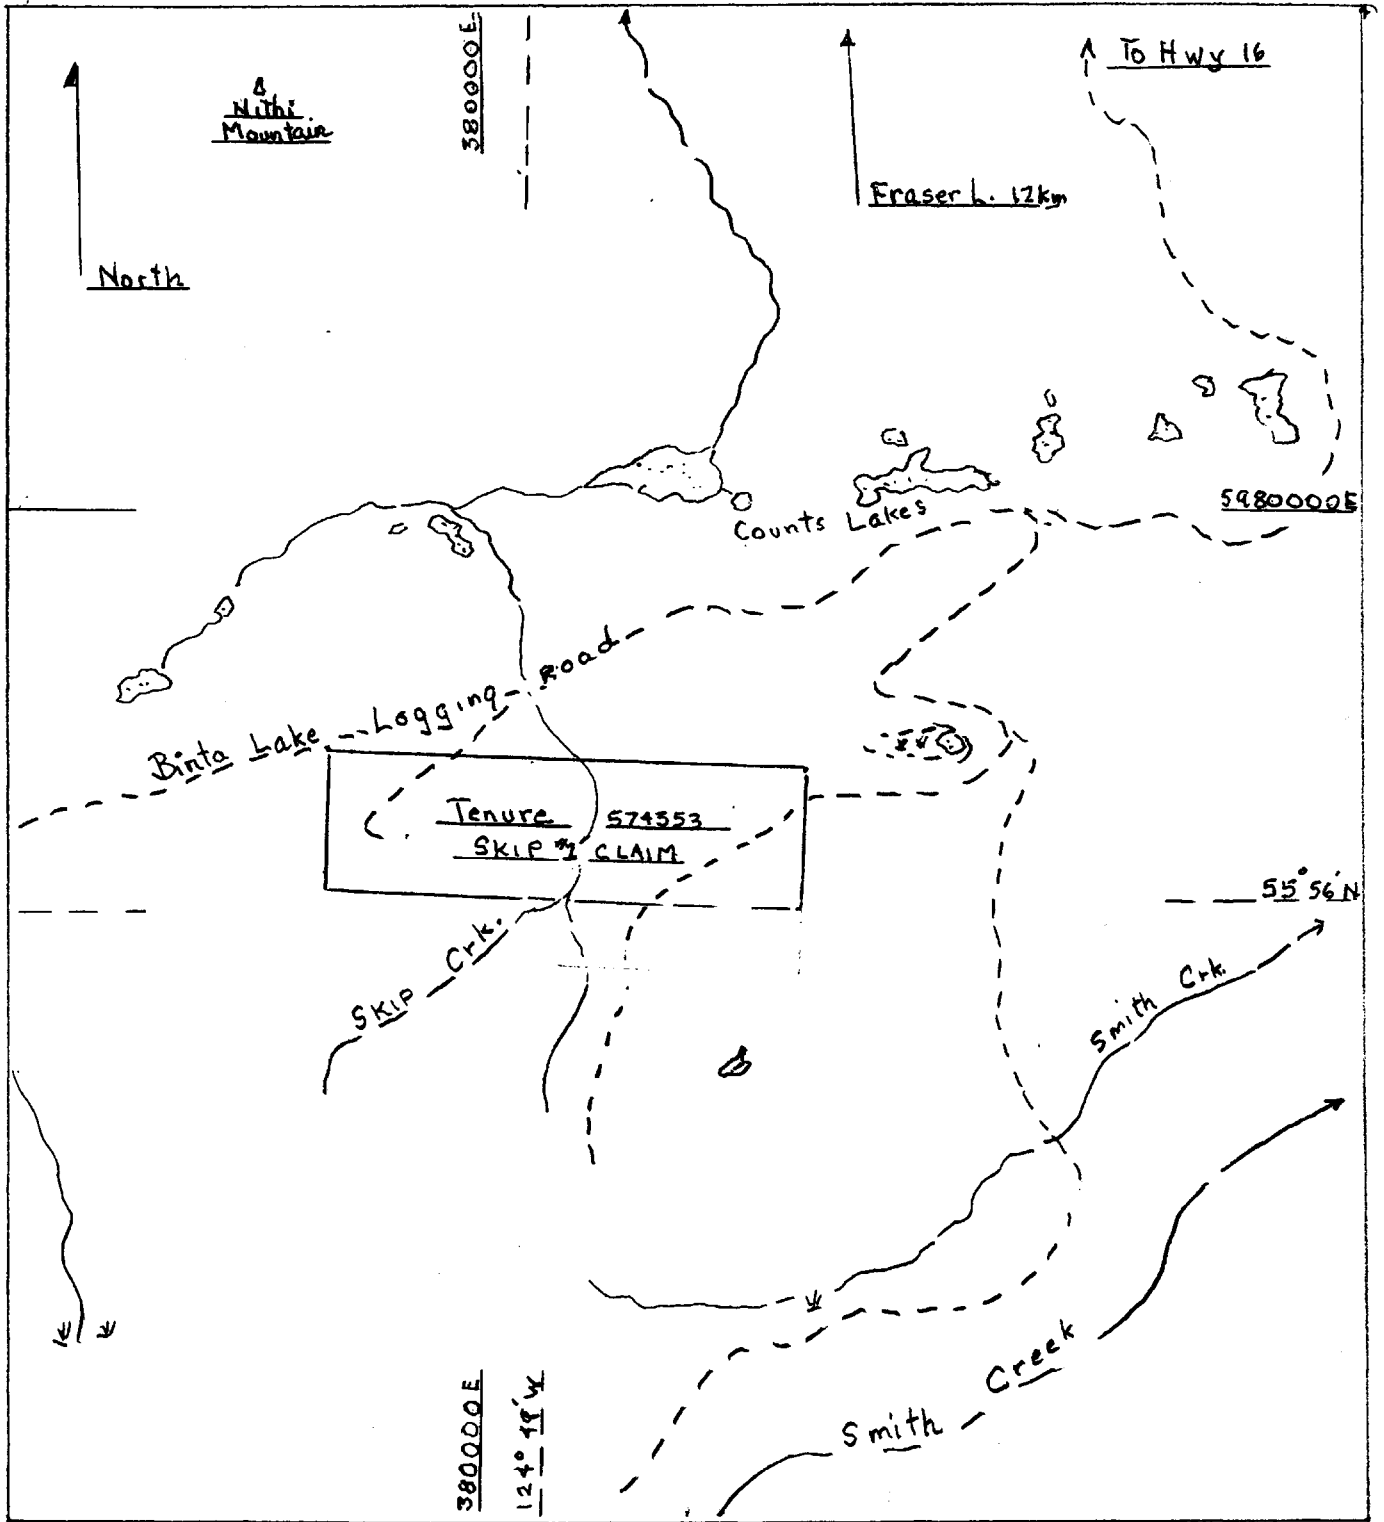 To Hwy 16
380000E
Nithi
Mountain
Fraser L. 12km
North
5980000E
Counts Lakes
Binta Lake Logging Road
Tenure 574553
SKIP #1 CLAIM
55° 56' N
Skip Crk.
Smith Crk.
Smith Creek
380000E
124° 48' W